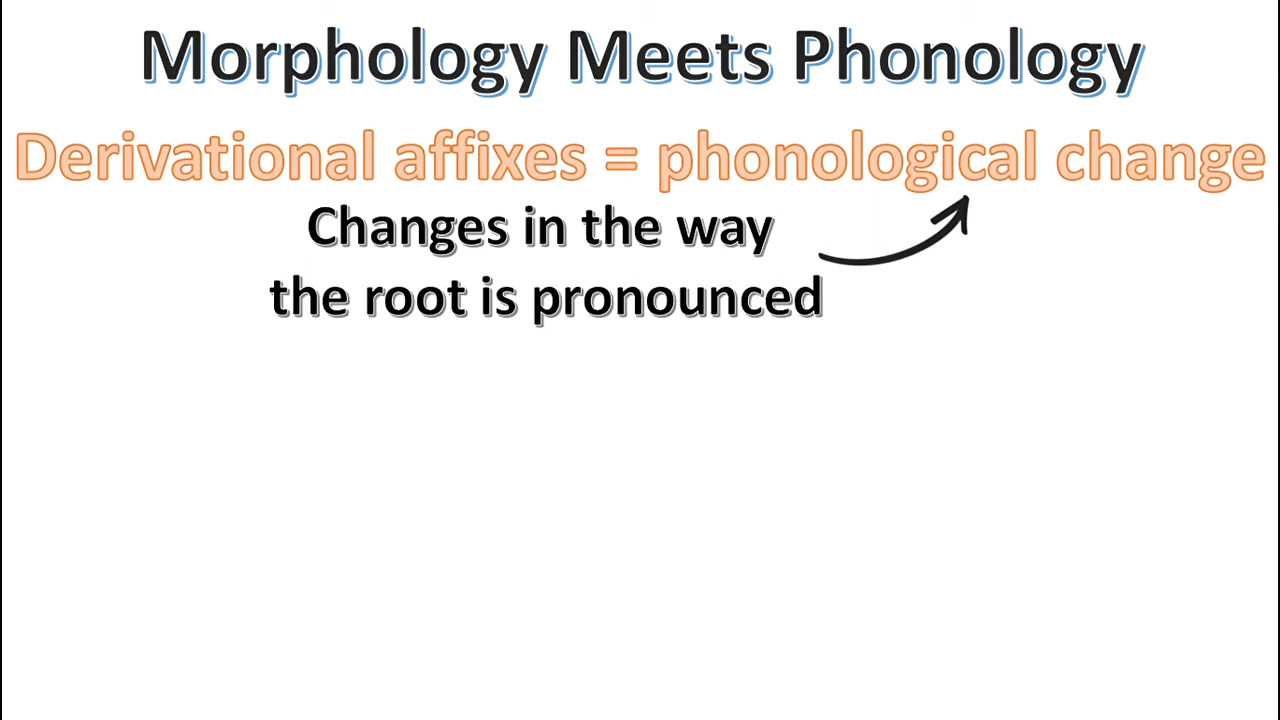 Morphology Meets Phonology
Derivational affixes = phonological change
Changes in the way
the root is pronounced